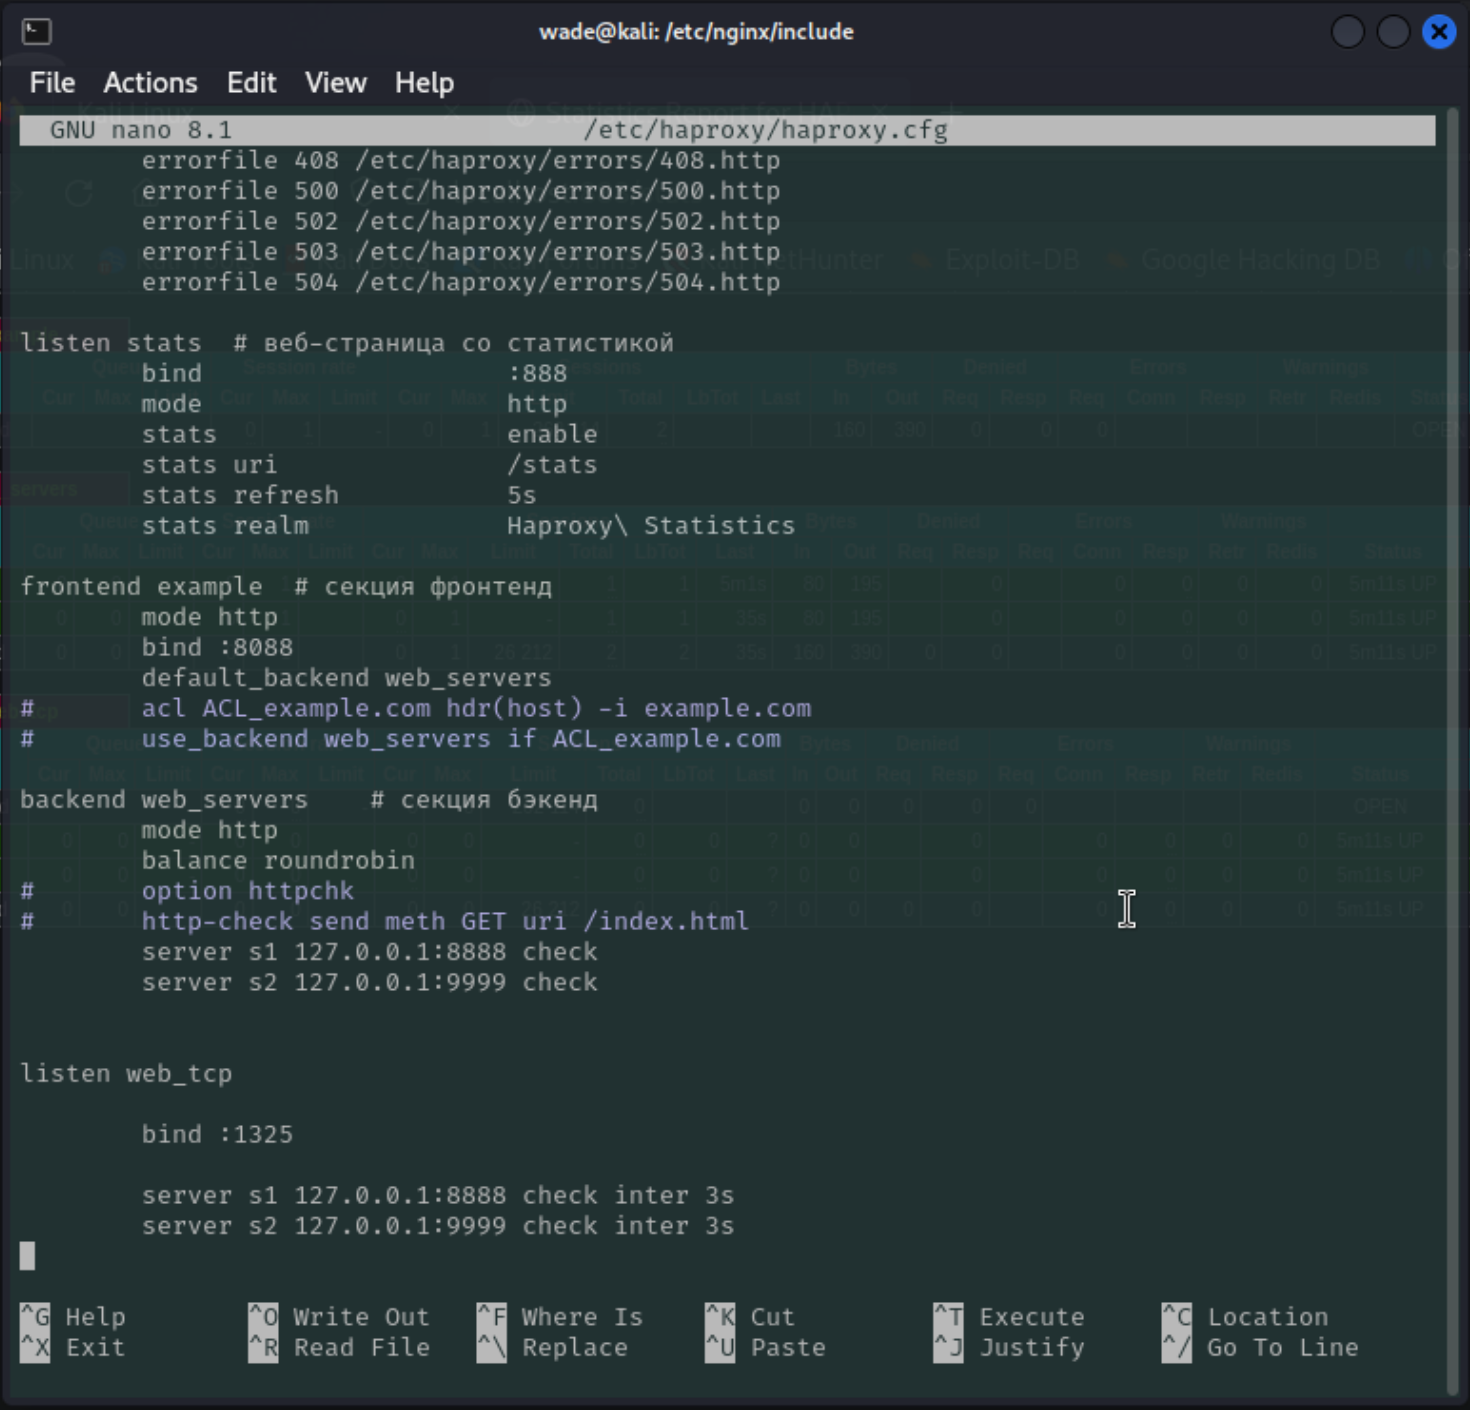 wade@kali: /etc/nginx/include
File Actions Edit View Help
GNU nano 8.1 /etc/haproxy/haproxy.cfg
errorfile 408 /etc/haproxy/errors/408.http
errorfile 500 /etc/haproxy/errors/500.http
errorfile 502 /etc/haproxy/errors/502.http
errorfile 503 /etc/haproxy/errors/503.http
errorfile 504 /etc/haproxy/errors/504.http
listen stats # веб-страница со статистикой
bind :888
mode http
stats enable
stats uri /stats
stats refresh 5s
stats realm Haproxy\ Statistics
frontend example # секция фронтенд
mode http
bind :8088
default_backend web_servers
# acl ACL_example.com hdr(host) -i example.com
# use_backend web_servers if ACL_example.com
backend web_servers # секция бэкенд
mode http
balance roundrobin
# option httpchk
# http-check send meth GET uri /index.html
server s1 127.0.0.1:8888 check
server s2 127.0.0.1:9999 check
listen web_tcp
bind :1325
server s1 127.0.0.1:8888 check inter 3s
server s2 127.0.0.1:9999 check inter 3s
^G Help ^O Write Out ^F Where Is ^K Cut ^T Execute ^C Location
^X Exit ^R Read File ^\ Replace ^U Paste ^J Justify ^/ Go To Line